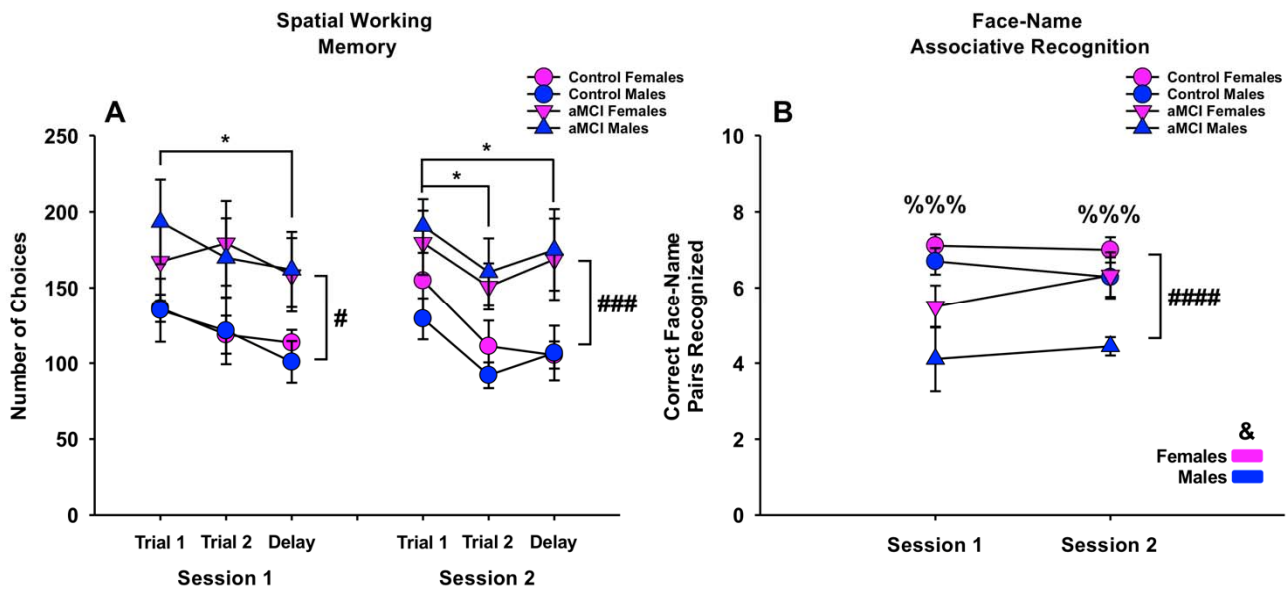 Spatial Working
Memory
Control Females
Control Males
aMCI Females
aMCI Males
A
250
200
150
100
50
0
Number of Choices
*
#
*
*
###
Trial 1 Trial 2 Delay
Trial 1 Trial 2 Delay
Session 1
Session 2
Face-Name
Associative Recognition
Control Females
Control Males
aMCI Females
aMCI Males
B
10
8
6
4
2
0
Correct Face-Name
Pairs Recognized
%%%
%%%
####
&
Females
Males
Session 1
Session 2